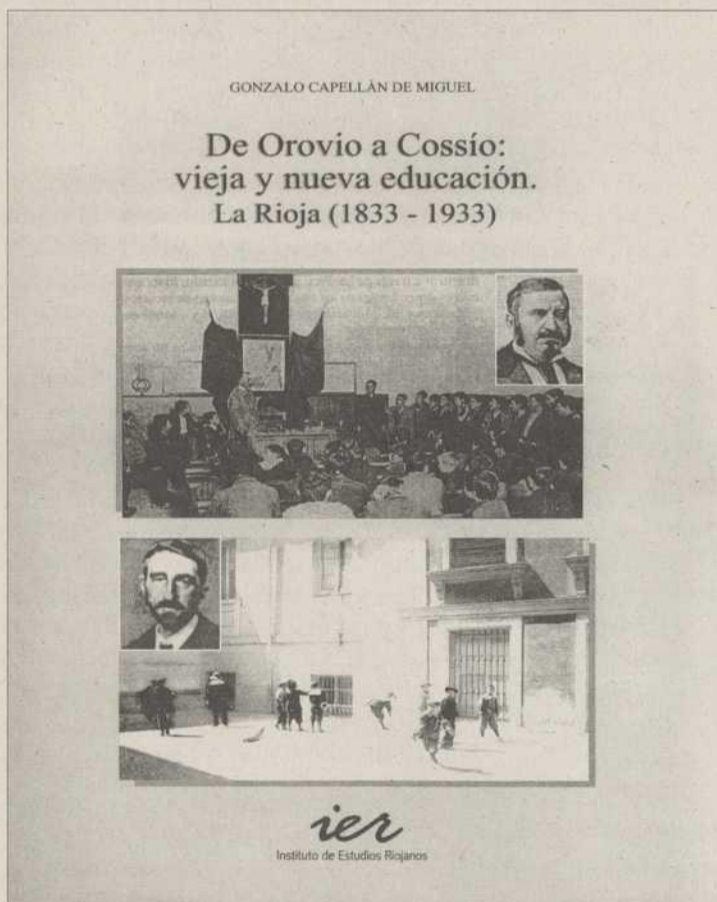 GONZALO CAPELLÁN DE MIGUEL
De Orovio a Cossío:
vieja y nueva educación.
La Rioja (1833 - 1933)
ier
Instituto de Estudios Riojanos